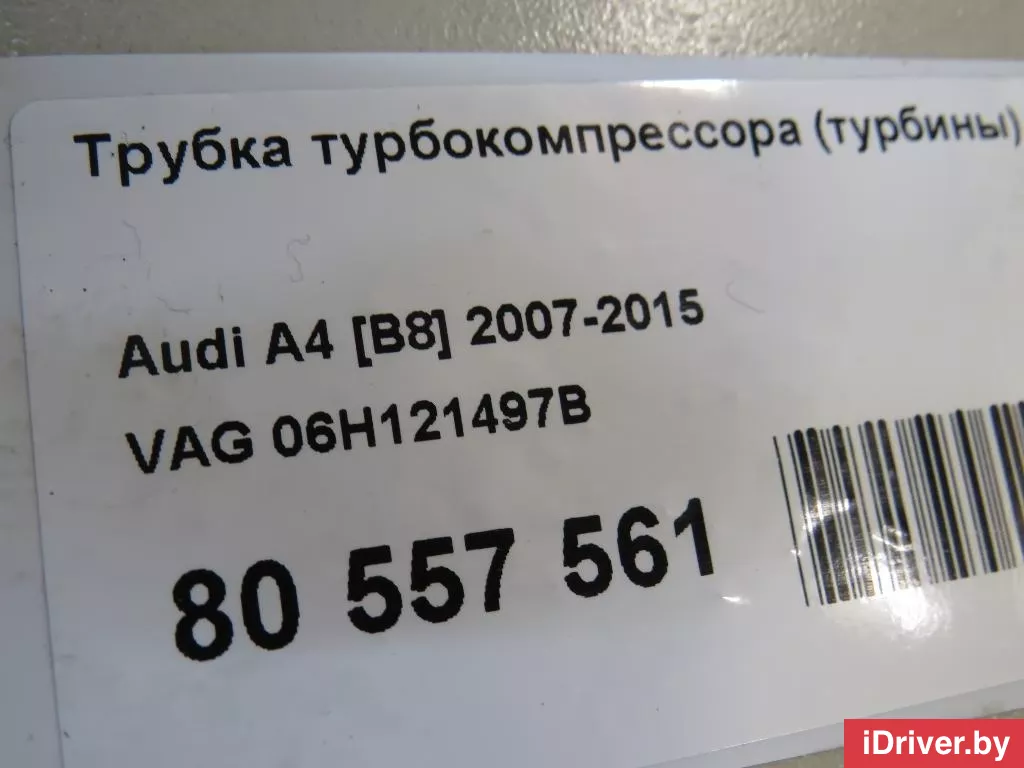 Трубка турбокомпрессора (турбины)
Audi A4 [B8] 2007-2015
VAG 06H121497B
80 557 561
iDriver.by